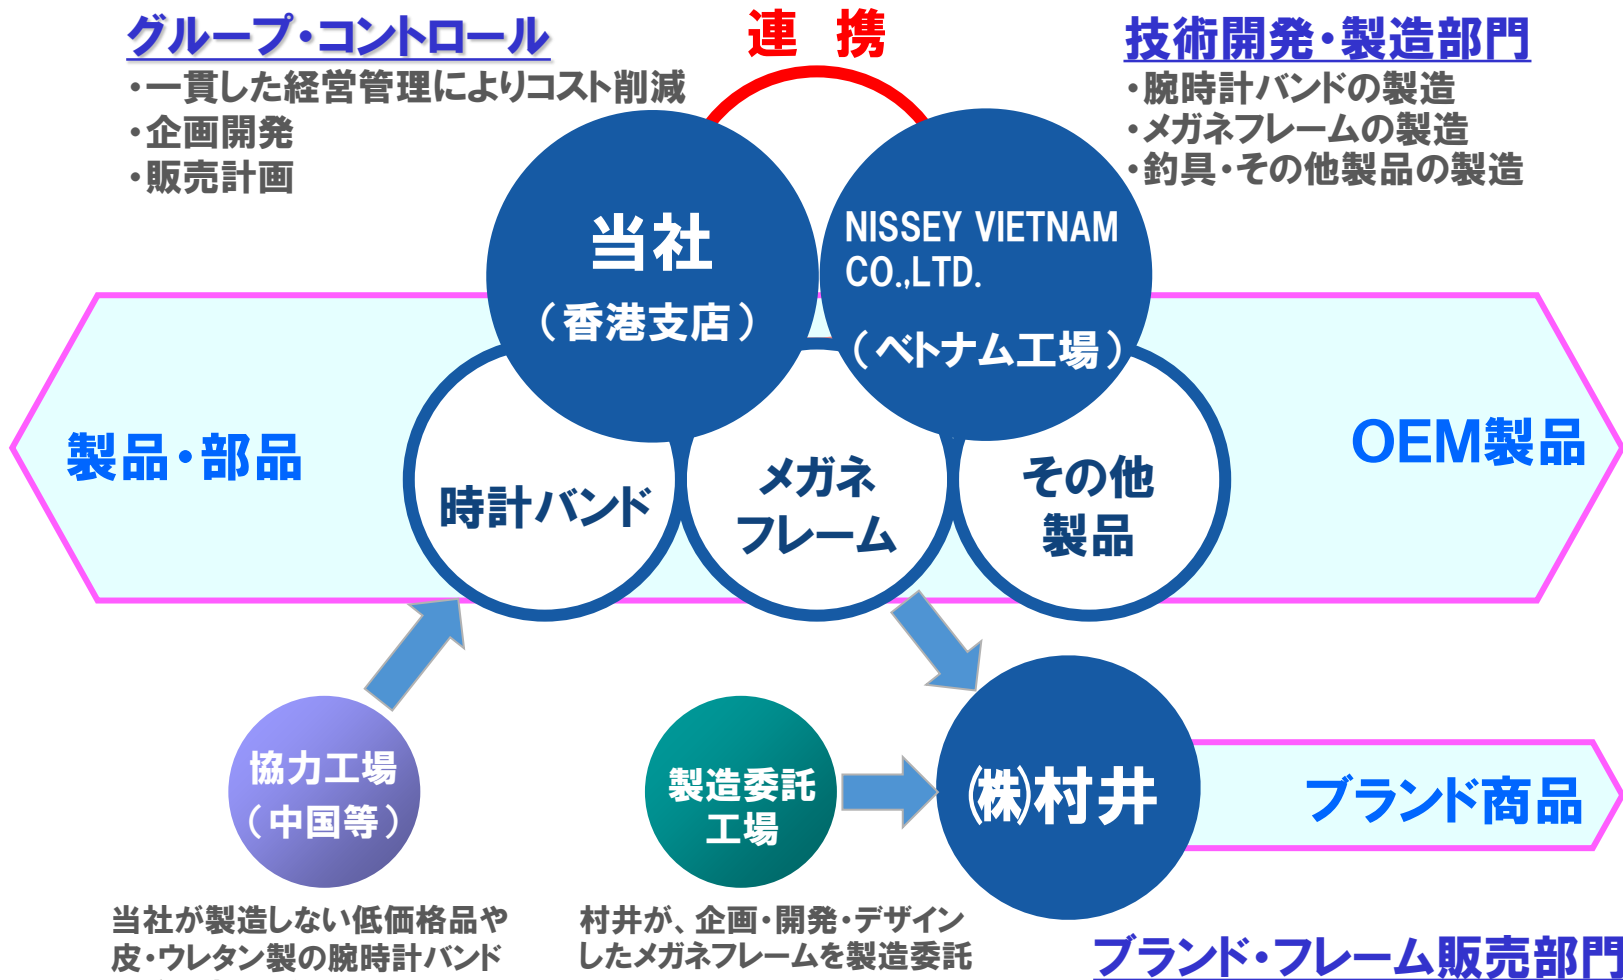 グループ・コントロール
・一貫した経営管理によりコスト削減
・企画開発
・販売計画
連 携
技術開発・製造部門
・腕時計バンドの製造
・メガネフレームの製造
・釣具・その他製品の製造
当社
（香港支店）
NISSEY VIETNAM
CO.,LTD.
（ベトナム工場）
製品・部品
時計バンド
メガネ
フレーム
その他
製品
OEM製品
協力工場
（中国等）
当社が製造しない低価格品や
皮・ウレタン製の腕時計バンド
製造委託
工場
村井が、企画・開発・デザイン
したメガネフレームを製造委託
㈱村井
ブランド商品
ブランド・フレーム販売部門